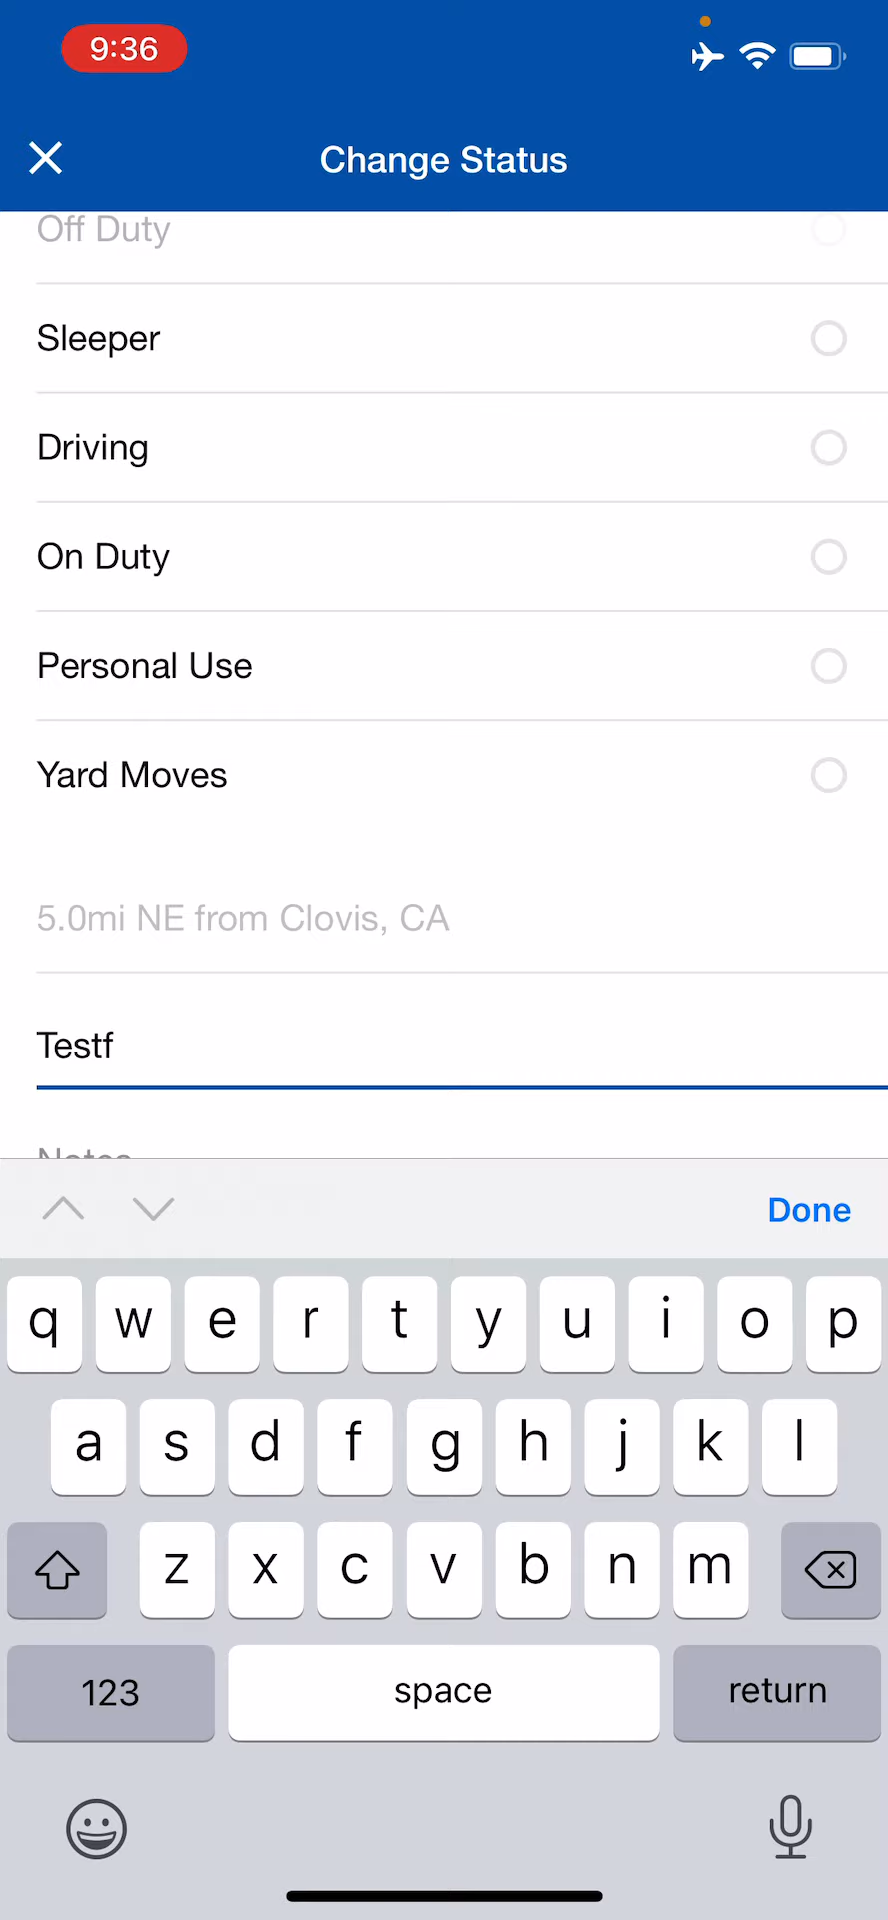 9:36
Change Status
Off Duty
Sleeper
Driving
On Duty
Personal Use
Yard Moves
5.0mi NE from Clovis, CA
Testf
Notes
Done
q w e r t y u i o p
a s d f g h j k l
z x c v b n m
123 space return